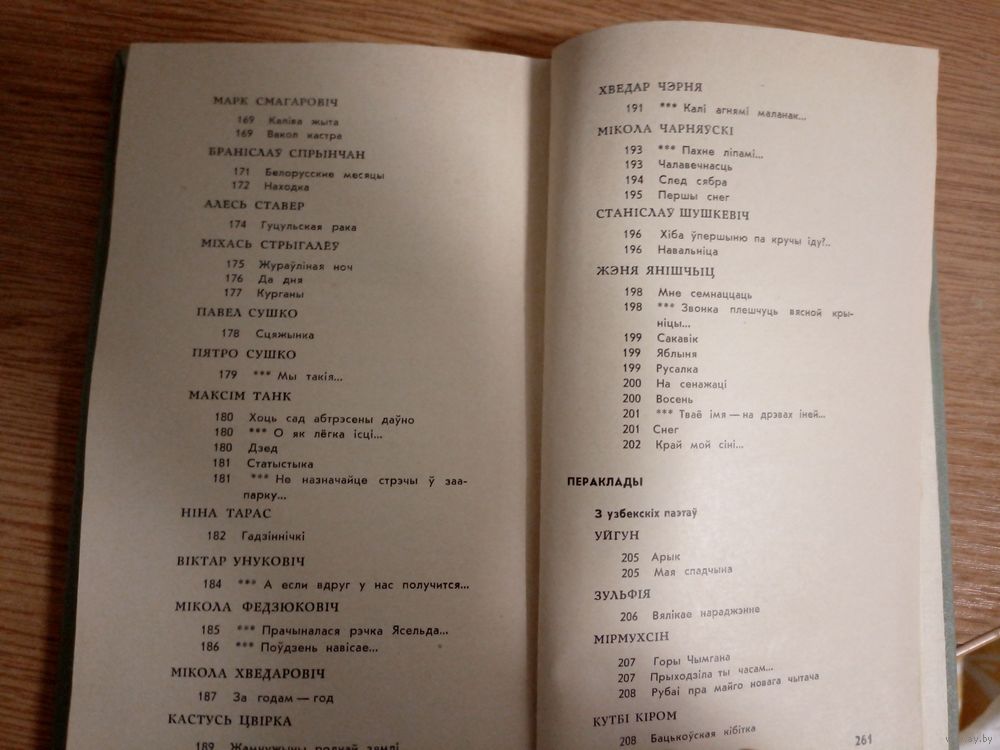 МАРК СМАГАРОВІЧ
169 Каліва жыта
169 Вакол кастра
БРАНІСЛАЎ СПРЫНЧАН
171 Белорусские месяцы
172 Находка
АЛЕСЬ СТАВЕР
174 Гуцульская рака
МІХАСЬ СТРЫГАЛЁЎ
175 Жураўліная ноч
176 Да дня
177 Курганы
ПАВЕЛ СУШКО
178 Сцяжынка
ПЯТРО СУШКО
179 *** Мы такія...
МАКСІМ ТАНК
180 Хоць сад абтрэсены даўно
180 *** О як лёгка ісці...
180 Дзед
181 Статыстыка
181 *** Не назначайце стрэчы ў заа-
парку...
НІНА ТАРАС
182 Гадзіннічкі
ВІКТАР УНУКОВІЧ
184 *** А если вдруг у нас получится...
МІКОЛА ФЕДЗЮКОВІЧ
185 *** Прачыналася рэчка Ясельда...
186 *** Поўдзень навісае...
МІКОЛА ХВЕДАРОВІЧ
187 За годам — год
КАСТУСЬ ЦВІРКА
189 Жамчужыны роднай зямлі
ХВЕДАР ЧЭРНЯ
191 *** Калі агнямі маланак...
МІКОЛА ЧАРНЯЎСКІ
193 *** Пахне ліпамі...
193 Чалавечнасць
194 След сябра
195 Першы снег
СТАНІСЛАЎ ШУШКЕВІЧ
196 Хіба ўпершыню па кручы іду?..
196 Навальніца
ЖЭНЯ ЯНІШЧЫЦ
198 Мне семнаццаць
198 *** Звонка плешчуць вясной кры-
ніцы...
199 Сакавік
199 Яблыня
199 Русалка
200 На сенажаці
200 Восень
201 *** Тваё імя — на дрэвах іней...
201 Снег
202 Край мой сіні...
ПЕРАКЛАДЫ
З узбекскіх паэтаў
УЙГУН
205 Арык
205 Мая спадчына
ЗУЛЬФІЯ
206 Вялікае нараджэнне
МІРМУХСІН
207 Горы Чымгана
207 Прыходзіла ты часам...
208 Рубаі пра майго новага чытача
КУТБІ КІРОМ
208 Бацькоўская кібітка
261